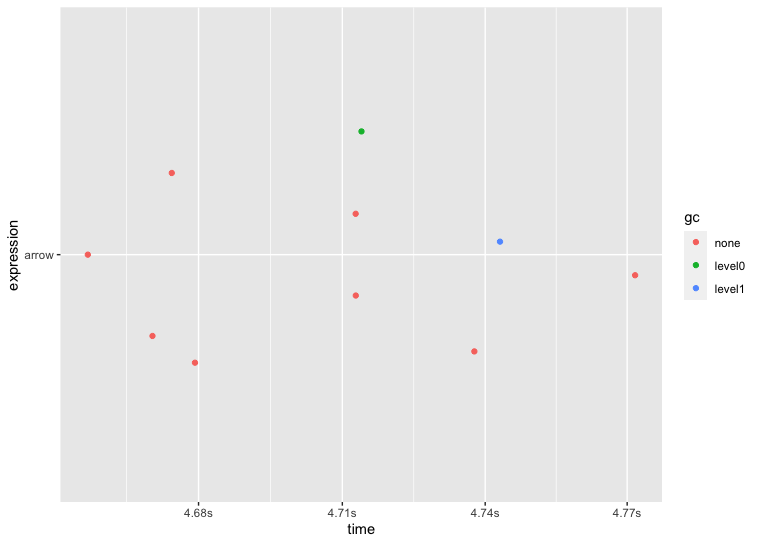 expression
arrow
4.68s
4.71s
4.74s
4.77s
time
gc
none
level0
level1